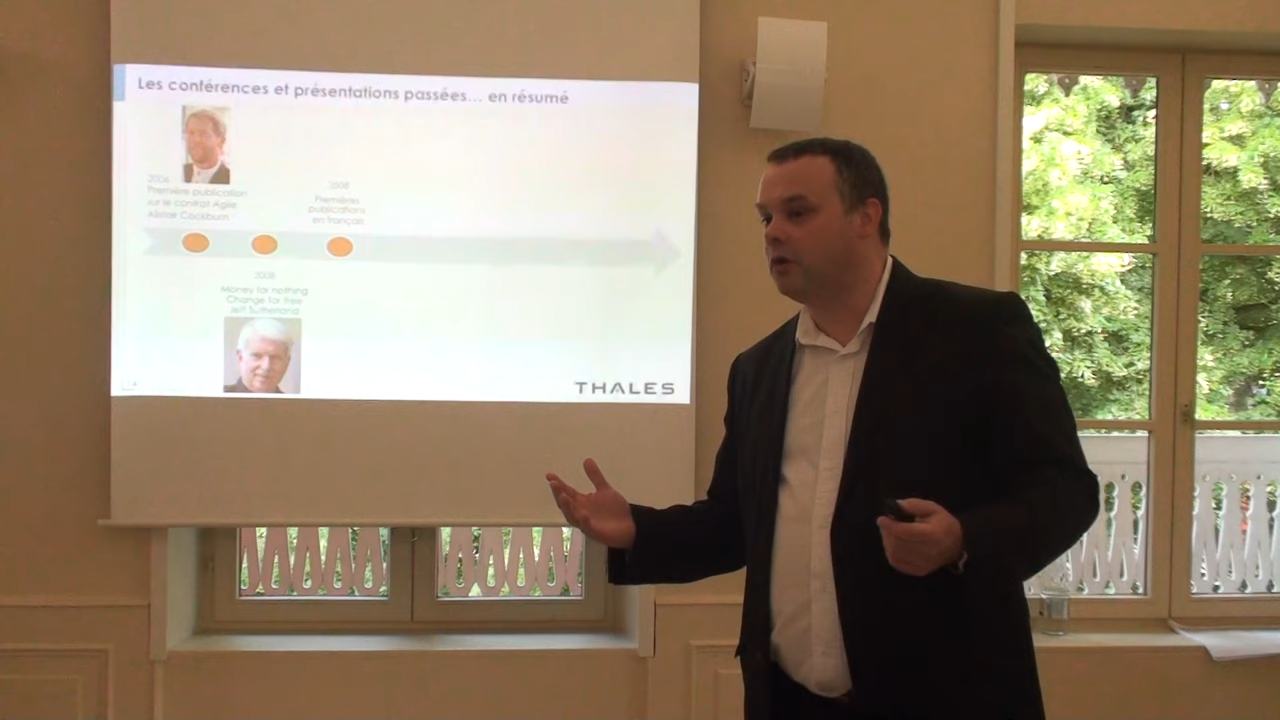 Les conférences et présentations passées... en résumé
2006
Première publication
sur le contrat Agile
Alistair Cockburn
2008
Premières
publications
en français
2008
Money for nothing
Change for free
Jeff Sutherland
THALES